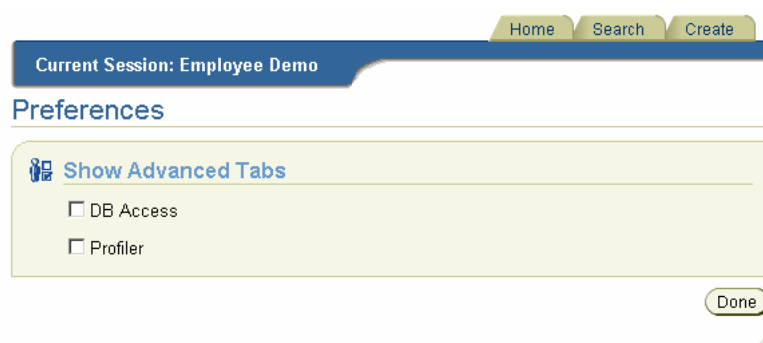 Home Search Create
Current Session: Employee Demo
Preferences
Show Advanced Tabs
DB Access
Profiler
Done